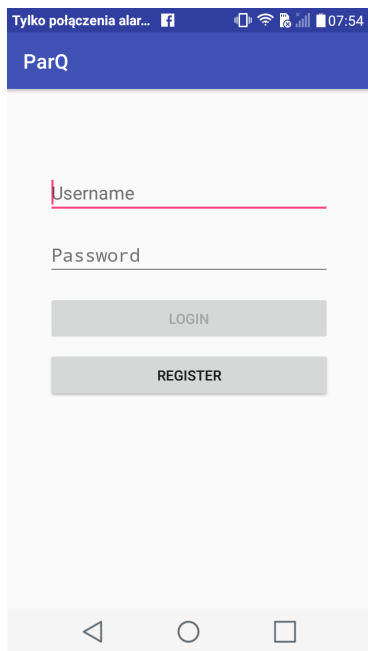 Tylko połączenia alar... 07:54
ParQ
Username
Password
LOGIN
REGISTER